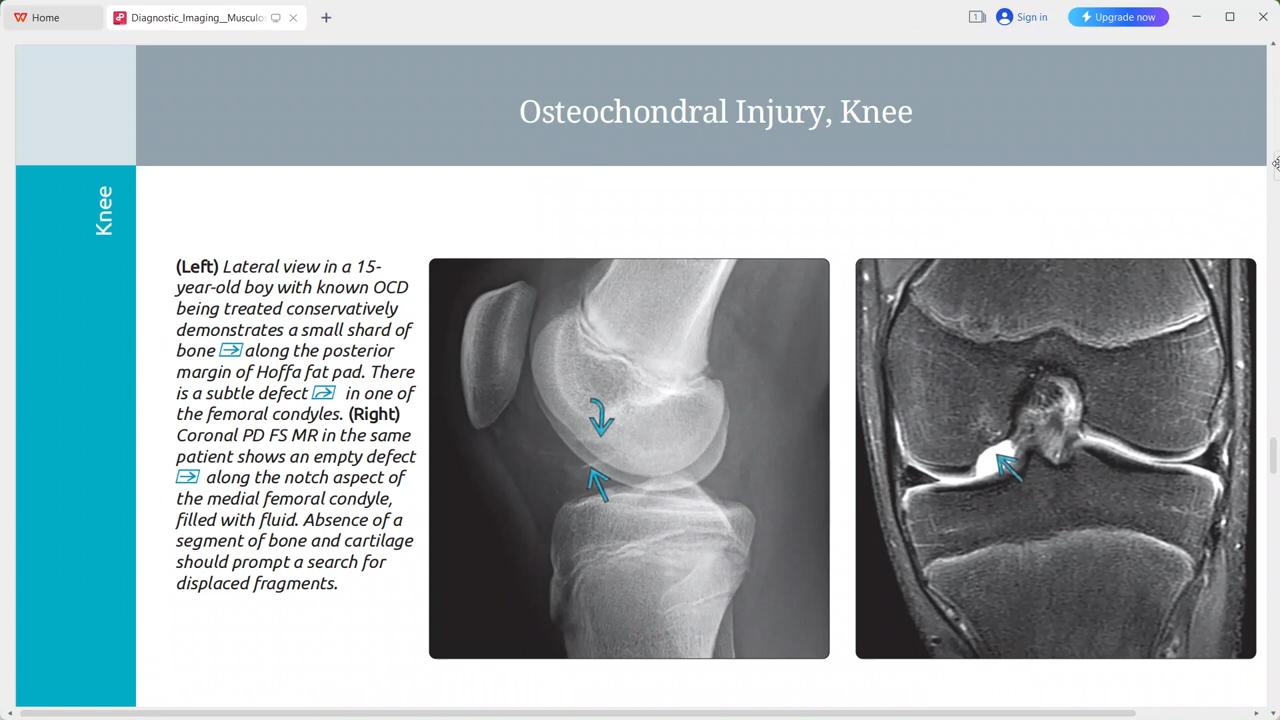 Home
Diagnostic_Imaging__Musculos
1
Sign in
Upgrade now
Osteochondral Injury, Knee
Knee
(Left) Lateral view in a 15-
year-old boy with known OCD
being treated conservatively
demonstrates a small shard of
bone along the posterior
margin of Hoffa fat pad. There
is a subtle defect in one of
the femoral condyles. (Right)
Coronal PD FS MR in the same
patient shows an empty defect
along the notch aspect of
the medial femoral condyle,
filled with fluid. Absence of a
segment of bone and cartilage
should prompt a search for
displaced fragments.